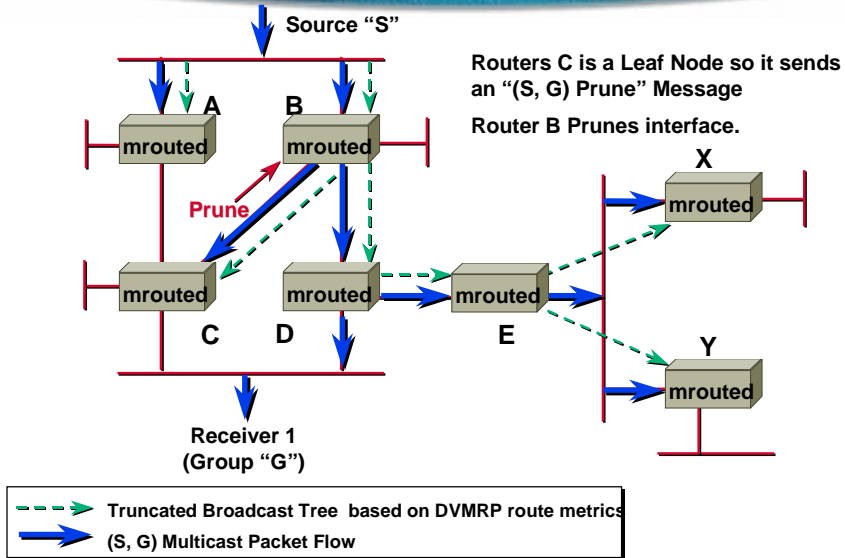 Source “S”
Routers C is a Leaf Node so it sends
an “(S, G) Prune” Message
Router B Prunes interface.
A
B
X
mrouted
mrouted
mrouted
Prune
mrouted
mrouted
mrouted
C
D
E
Y
mrouted
Receiver 1
(Group “G”)
Truncated Broadcast Tree based on DVMRP route metrics
(S, G) Multicast Packet Flow